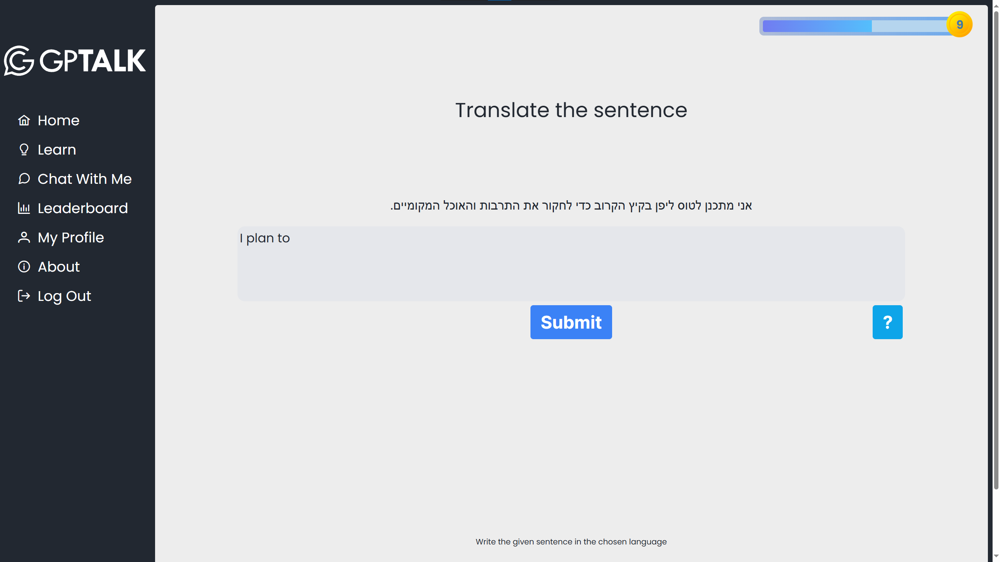 GPTALK
Home
Learn
Chat With Me
Leaderboard
My Profile
About
Log Out
9
Translate the sentence
אני מתכנן לטוס ליפן בקיץ הקרוב כדי לחקור את התרבות והאוכל המקומיים.
I plan to
Submit
?
Write the given sentence in the chosen language